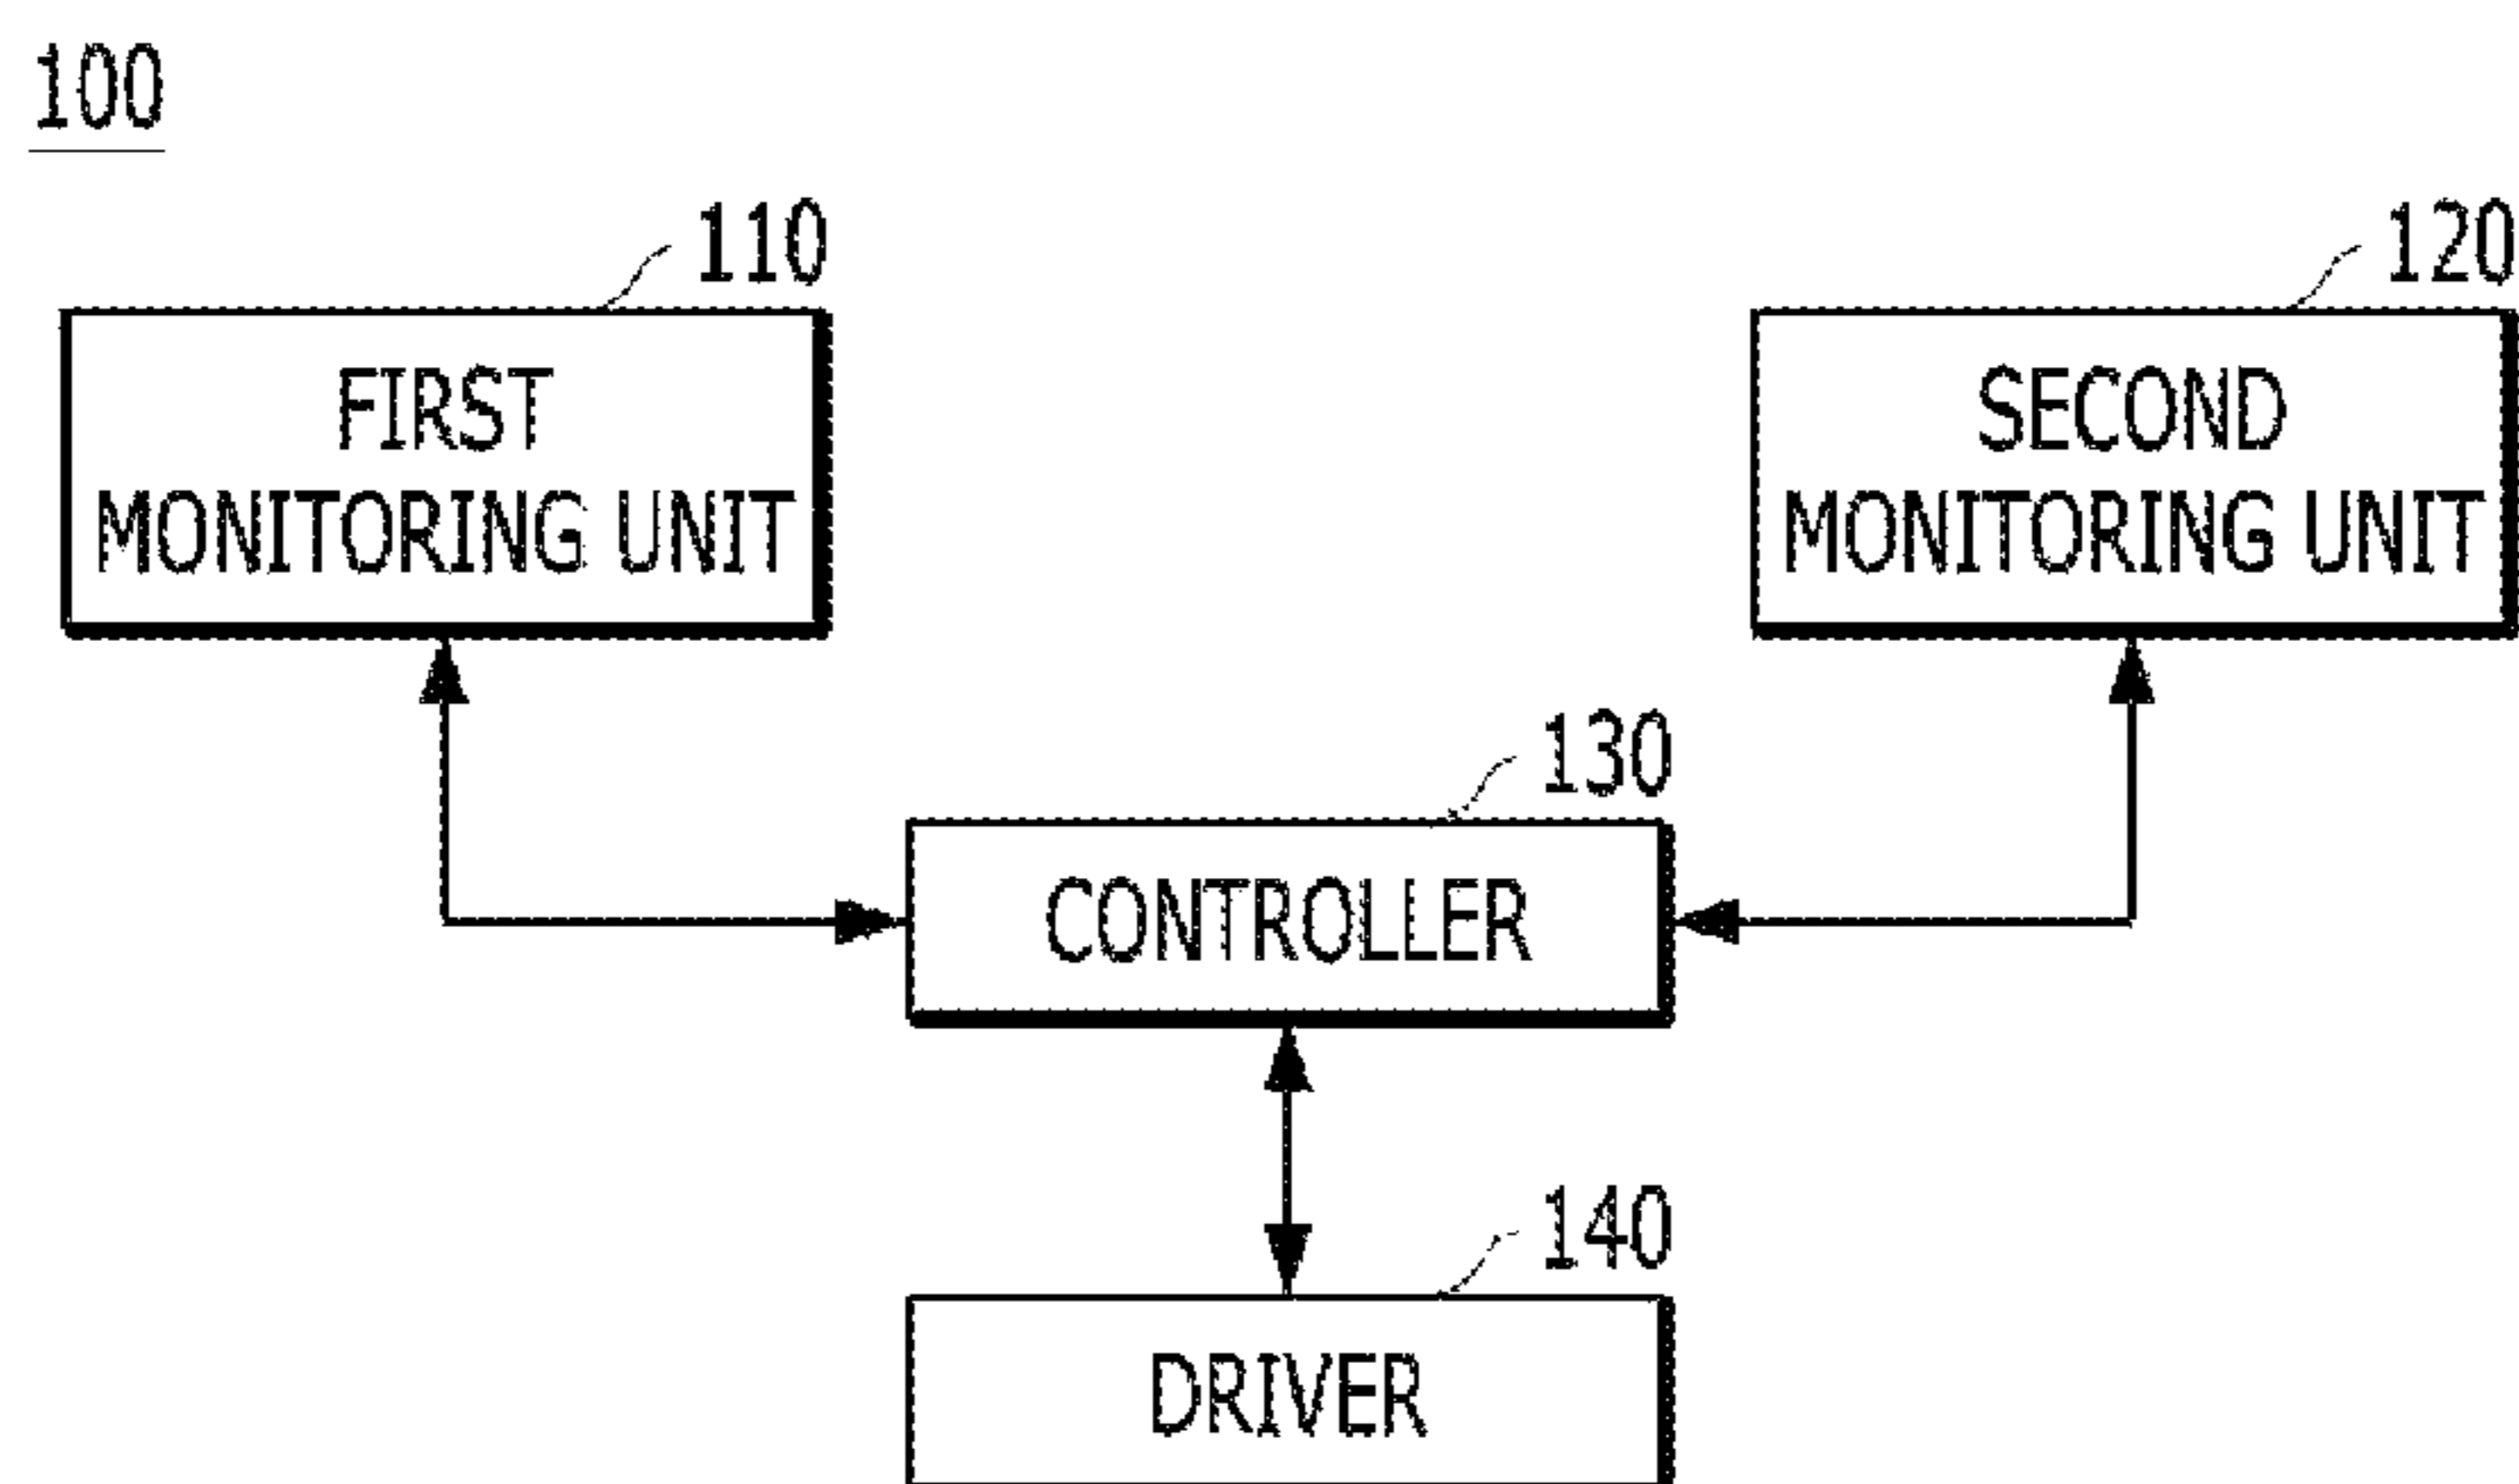 100
110
120
FIRST
MONITORING UNIT
SECOND
MONITORING UNIT
130
CONTROLLER
140
DRIVER